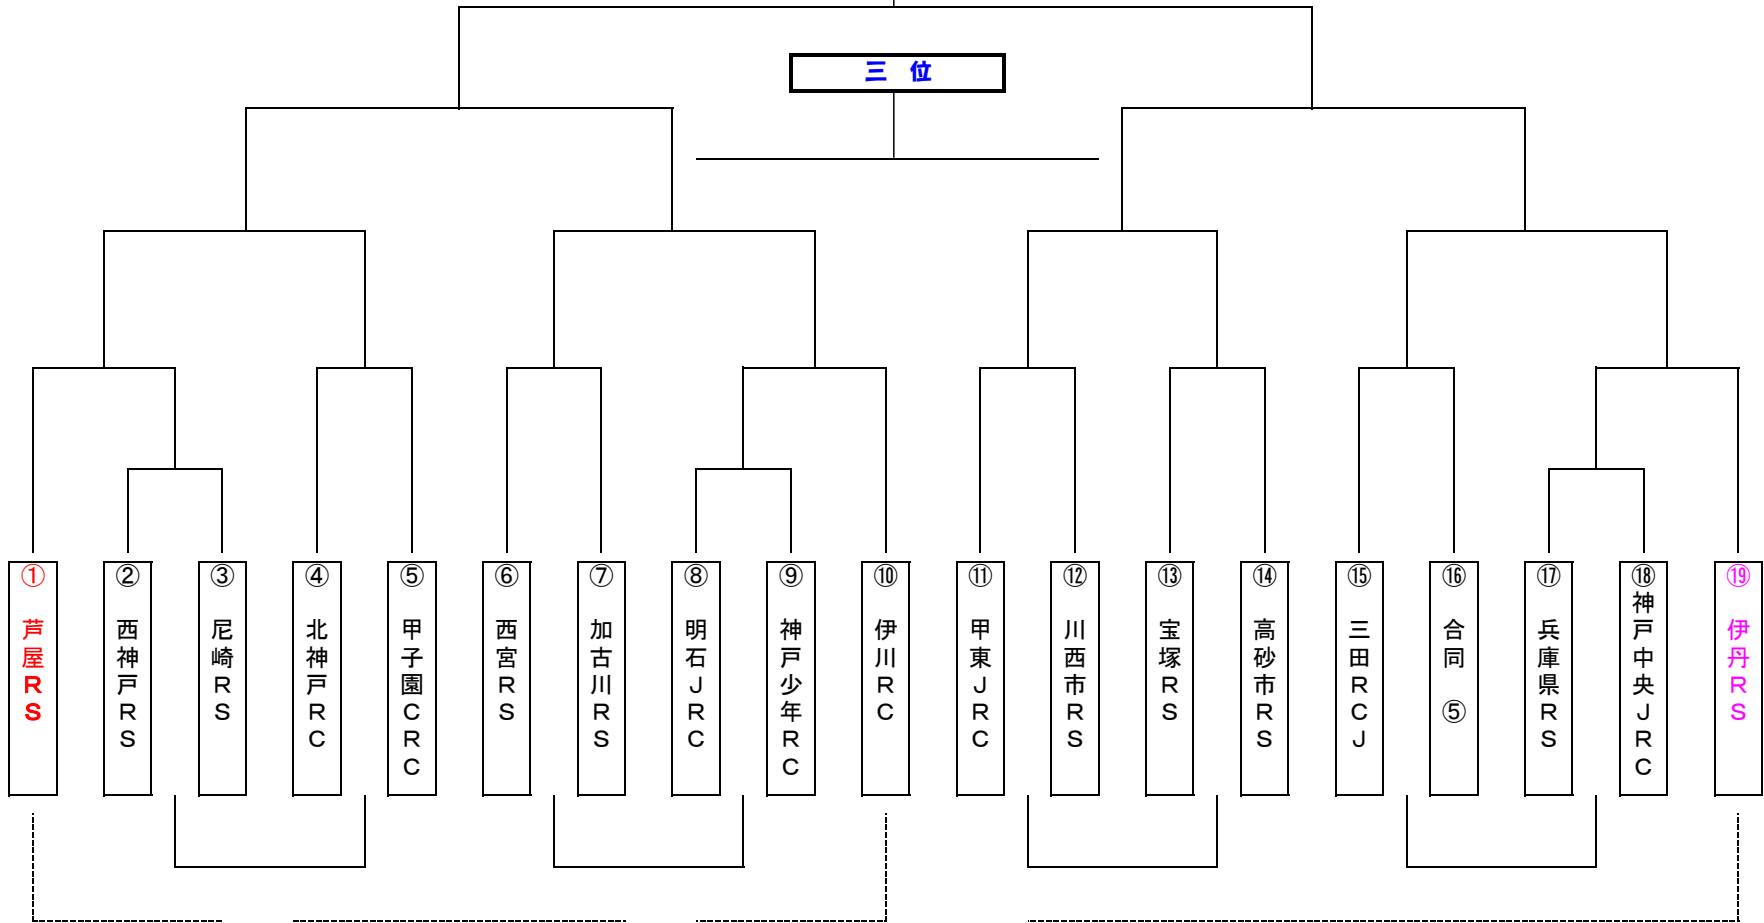 三 位
① 芦屋RS
② 西神戸RS
③ 尼崎RS
④ 北神戸RC
⑤ 甲子園CRC
⑥ 西宮RS
⑦ 加古川RS
⑧ 明石JRC
⑨ 神戸少年RC
⑩ 伊川RC
⑪ 甲東JRC
⑫ 川西市RS
⑬ 宝塚RS
⑭ 高砂市RS
⑮ 三田RCJ
⑯ 合同 ⑤
⑰ 兵庫県RS
⑱ 神戸中央JRC
⑲ 伊丹RS